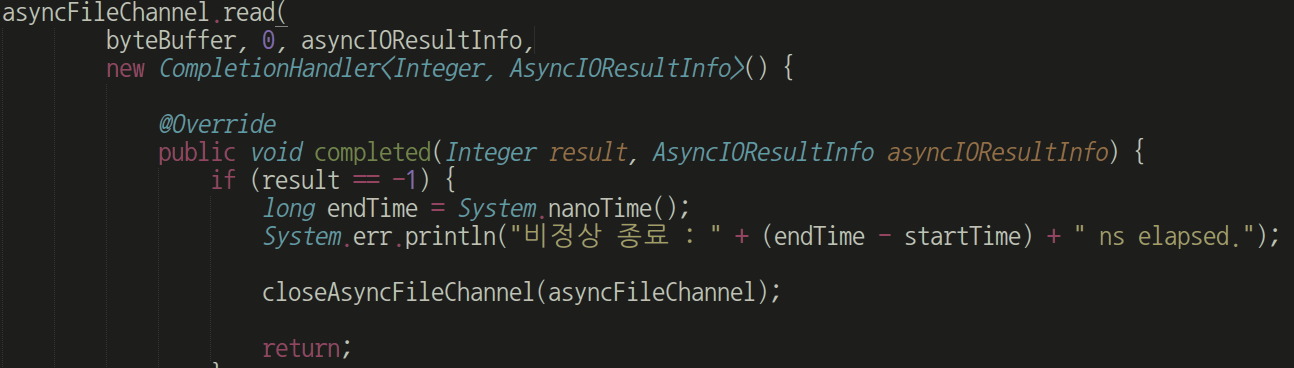 asyncFileChannel.read(
byteBuffer, 0, asyncIOResultInfo,
new CompletionHandler<Integer, AsyncIOResultInfo>() {
@Override
public void completed(Integer result, AsyncIOResultInfo asyncIOResultInfo) {
if (result == -1) {
long endTime = System.nanoTime();
System.err.println("비정상 종료 : " + (endTime - startTime) + " ns elapsed.");
closeAsyncFileChannel(asyncFileChannel);
return;
}